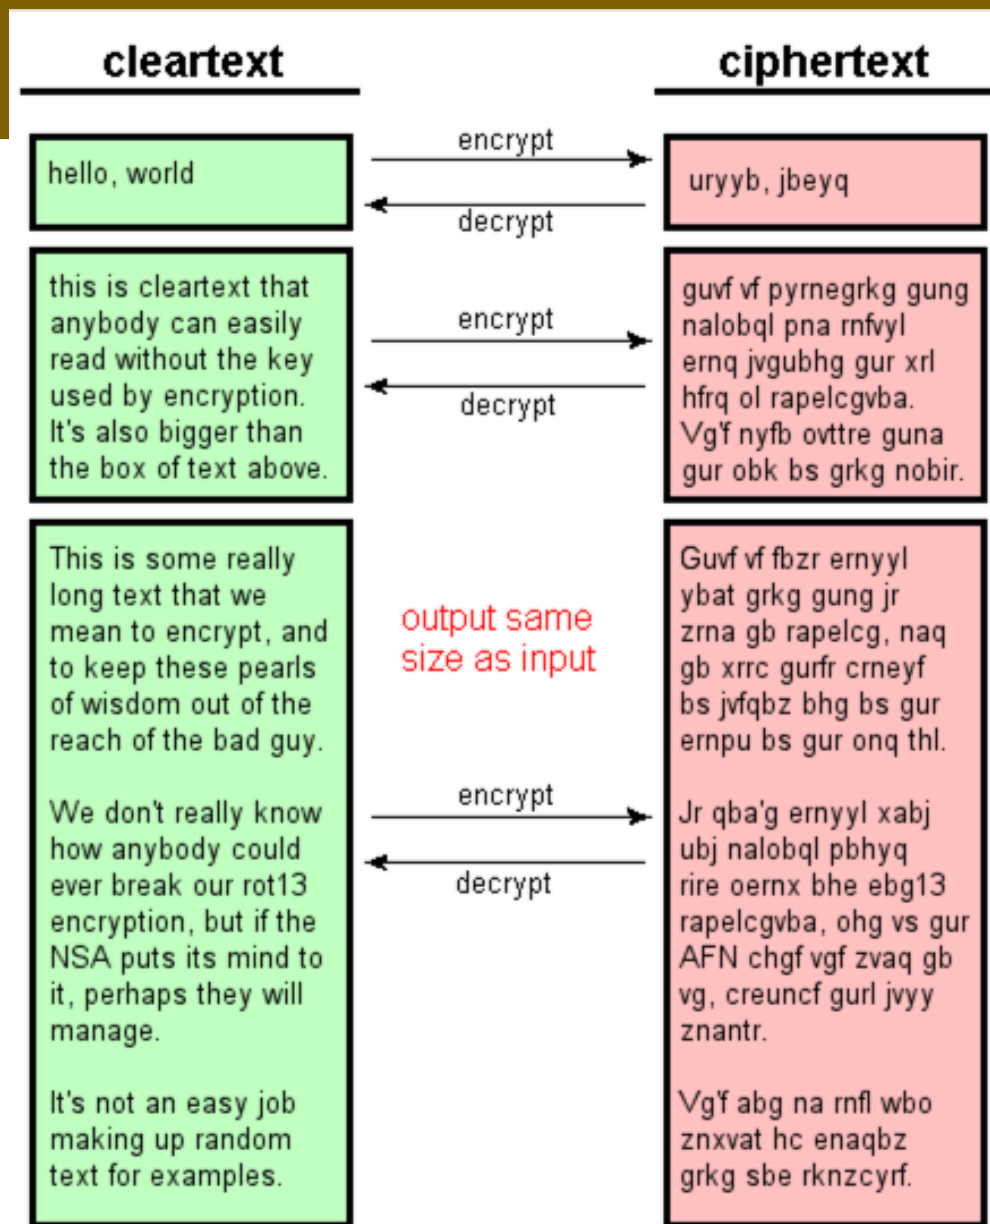 cleartext
ciphertext
hello, world
encrypt
decrypt
uryyb, jbeyq
this is cleartext that
anybody can easily
read without the key
used by encryption.
It's also bigger than
the box of text above.
encrypt
decrypt
guvf vf pyrnegrkg gung
nalobql pna rnfvyl
ernq jvgubhg gur xrl
hfrq ol rapelcgvba.
Vg'f nyfb ovttre guna
gur obk bs grkg nobir.
This is some really
long text that we
mean to encrypt, and
to keep these pearls
of wisdom out of the
reach of the bad guy.
We don't really know
how anybody could
ever break our rot13
encryption, but if the
NSA puts its mind to
it, perhaps they will
manage.
It's not an easy job
making up random
text for examples.
output same
size as input
encrypt
decrypt
Guvf vf fbzr ernyyl
ybat grkg gung jr
zrna gb rapelcg, naq
gb xrrc gurfr crneyf
bs jvfqbz bhg bs gur
ernpu bs gur onq thl.
Jr qba'g ernyyl xabj
ubj nalobql pbhyq
rire oernx bhe ebg13
rapelcgvba, ohg vs gur
AFN chgf vgf zvaq gb
vg, creuncf gurl jvyy
znantr.
Vg'f abg na rnfl wbo
znxvat hc enaqbz
grkg sbe rknzcyrf.